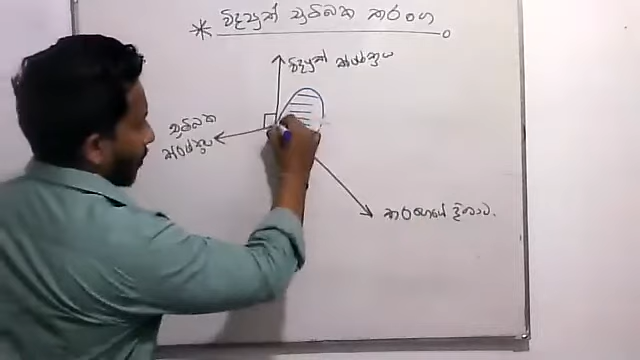 * විද්‍යුත් චුම්බක තරංග
විද්‍යුත් ක්ෂේත්‍රය
චුම්බක
ක්ෂේත්‍රය
තරංගයේ දිශාව.